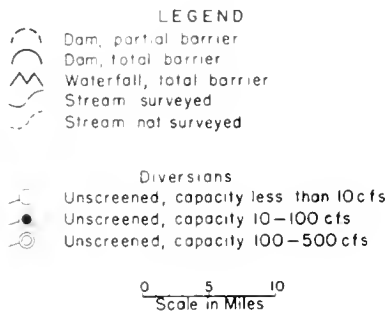 LEGEND
Dam, partial barrier
Dam, total barrier
Waterfall, total barrier
Stream surveyed
Stream not surveyed
Diversions
Unscreened, capacity less than 10 cfs
Unscreened, capacity 10-100 cfs
Unscreened, capacity 100-500 cfs
0 5 10
Scale in Miles